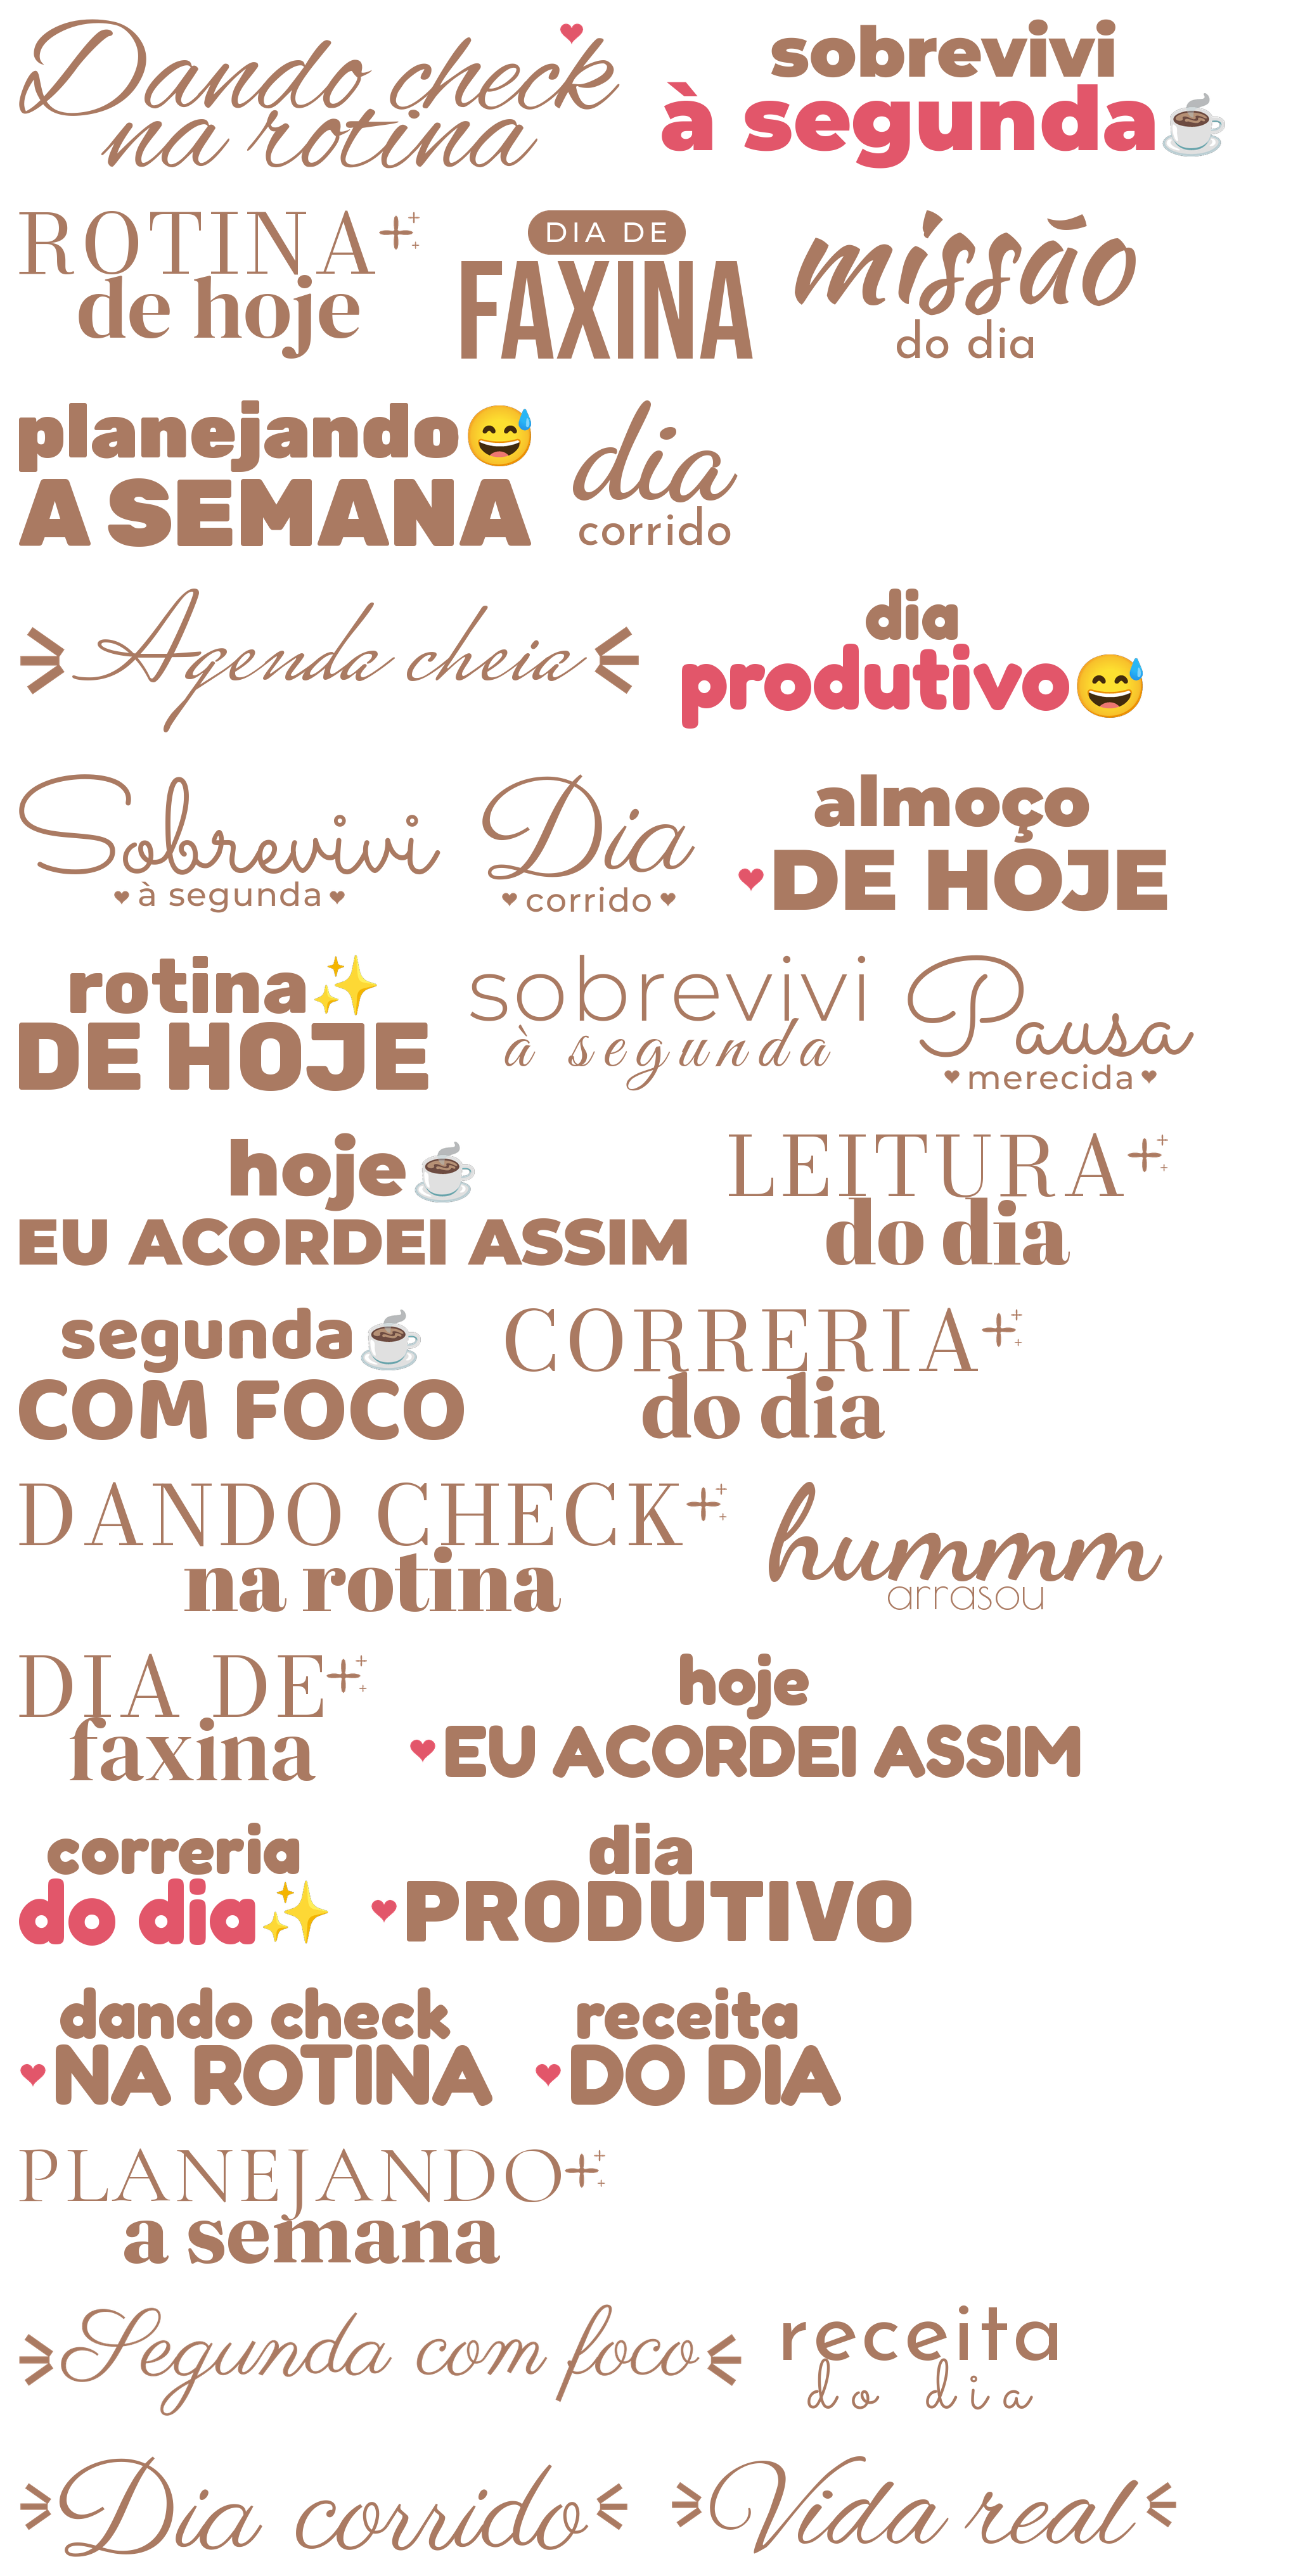 Dando check
na rotina
sobrevivi
à segunda
ROTINA
de hoje
DIA DE
FAXINA
missão
do dia
planejando
A SEMANA
dia
corrido
Agenda cheia
dia
produtivo
Sobrevivi
à segunda
Dia
corrido
almoço
DE HOJE
rotina
DE HOJE
sobrevivi
à segunda
Pausa
merecida
hoje
EU ACORDEI ASSIM
LEITURA
do dia
segunda
COM FOCO
CORRERIA
do dia
DANDO CHECK
na rotina
hummm
arrasou
DIA DE
faxina
hoje
EU ACORDEI ASSIM
correria
do dia
dia
PRODUTIVO
dando check
NA ROTINA
receita
DO DIA
PLANEJANDO
a semana
Segunda com foco
receita
do dia
Dia corrido
Vida real